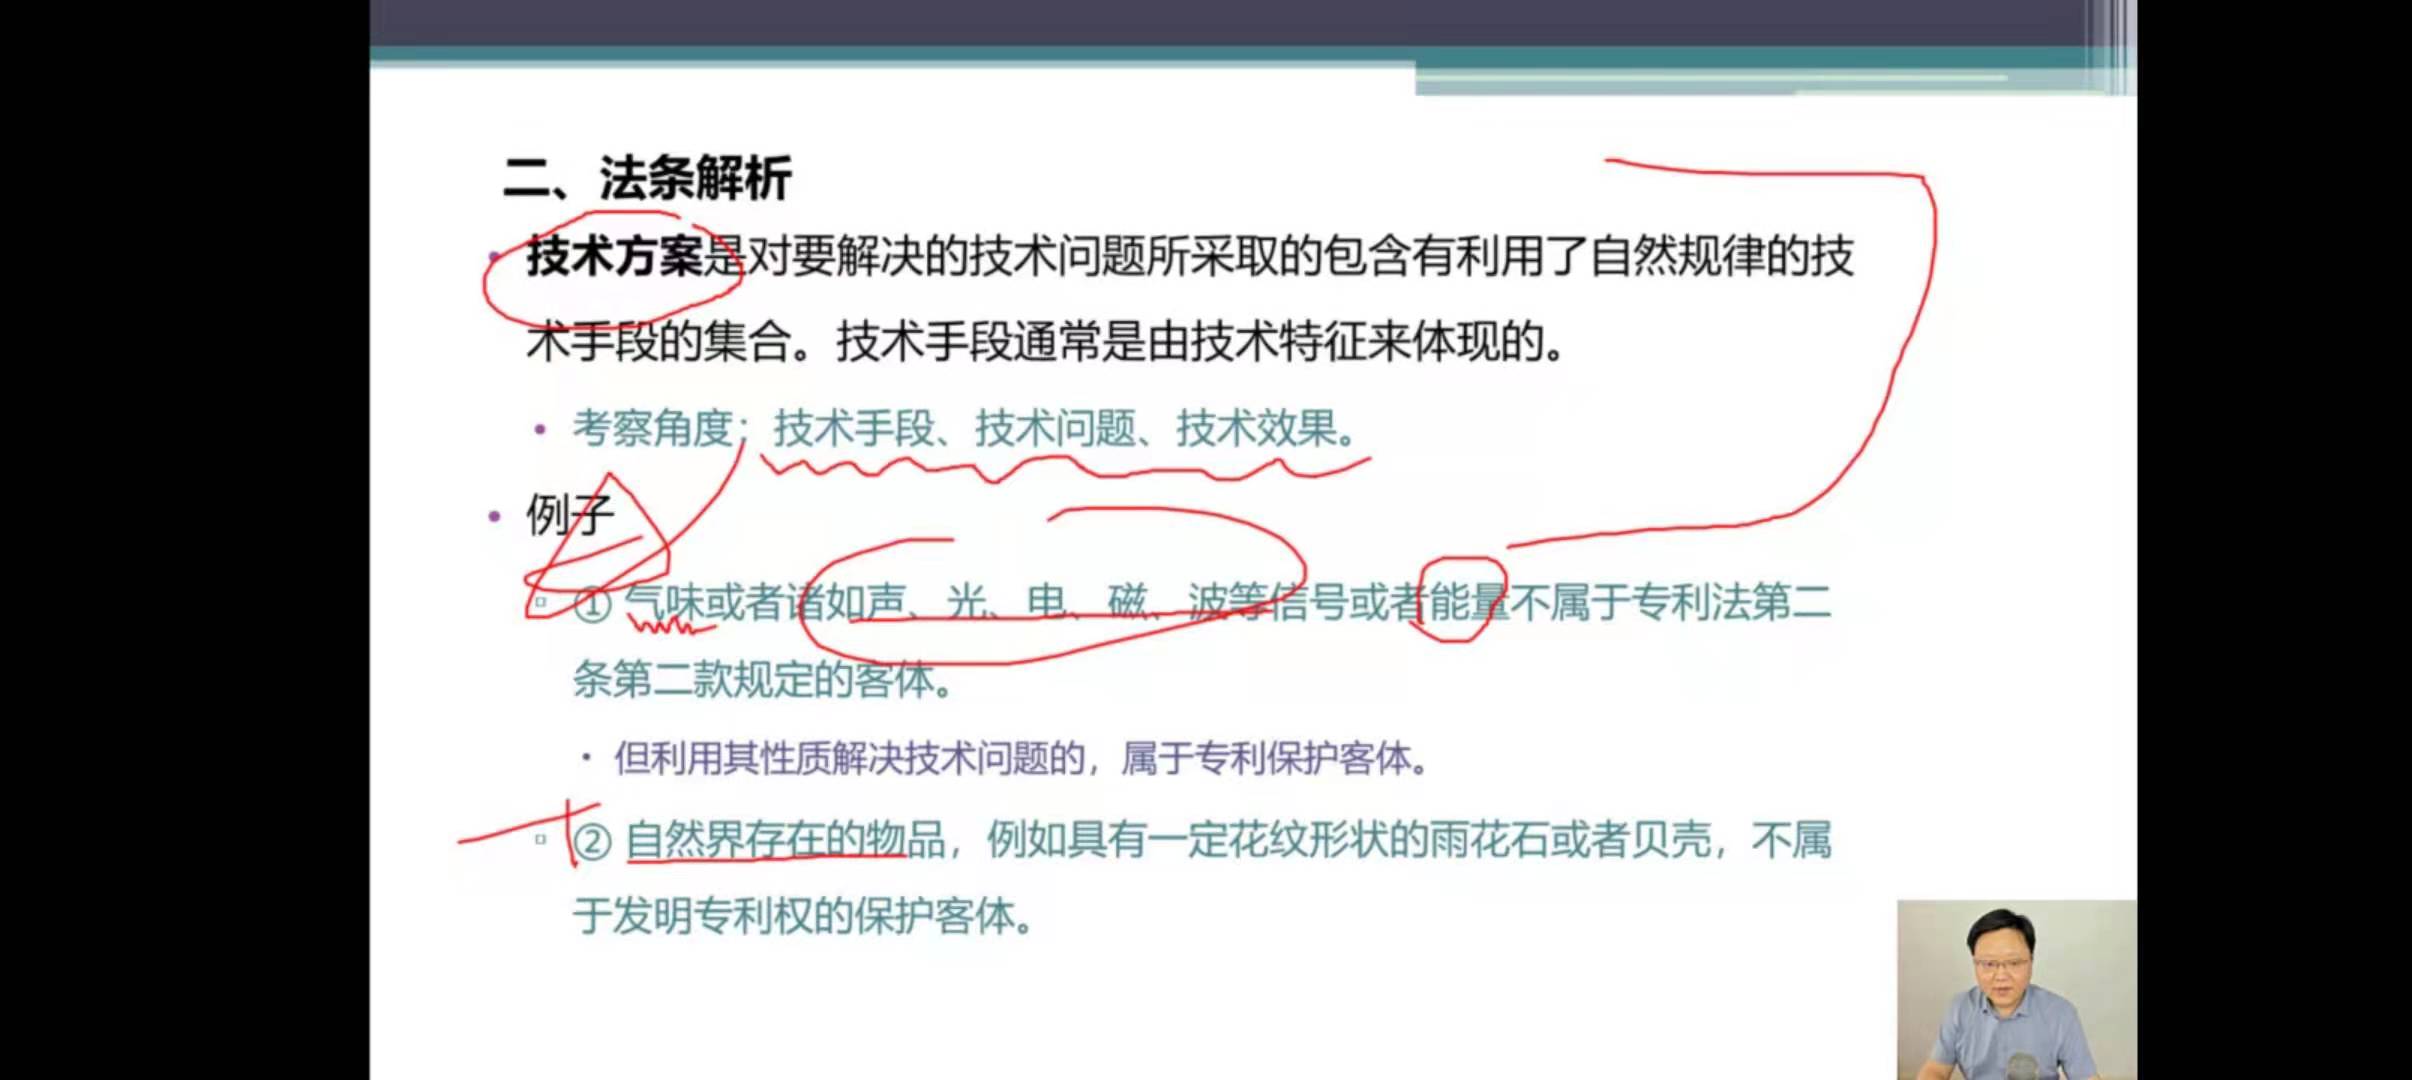 二、法条解析
• 技术方案是对要解决的技术问题所采取的包含有利用了自然规律的技
术手段的集合。技术手段通常是由技术特征来体现的。
• 考察角度：技术手段、技术问题、技术效果。
• 例子
▫ ① 气味或者诸如声、光、电、磁、波等信号或者能量不属于专利法第二
条第二款规定的客体。
• 但利用其性质解决技术问题的，属于专利保护客体。
▫ ② 自然界存在的物品，例如具有一定花纹形状的雨花石或者贝壳，不属
于发明专利权的保护客体。